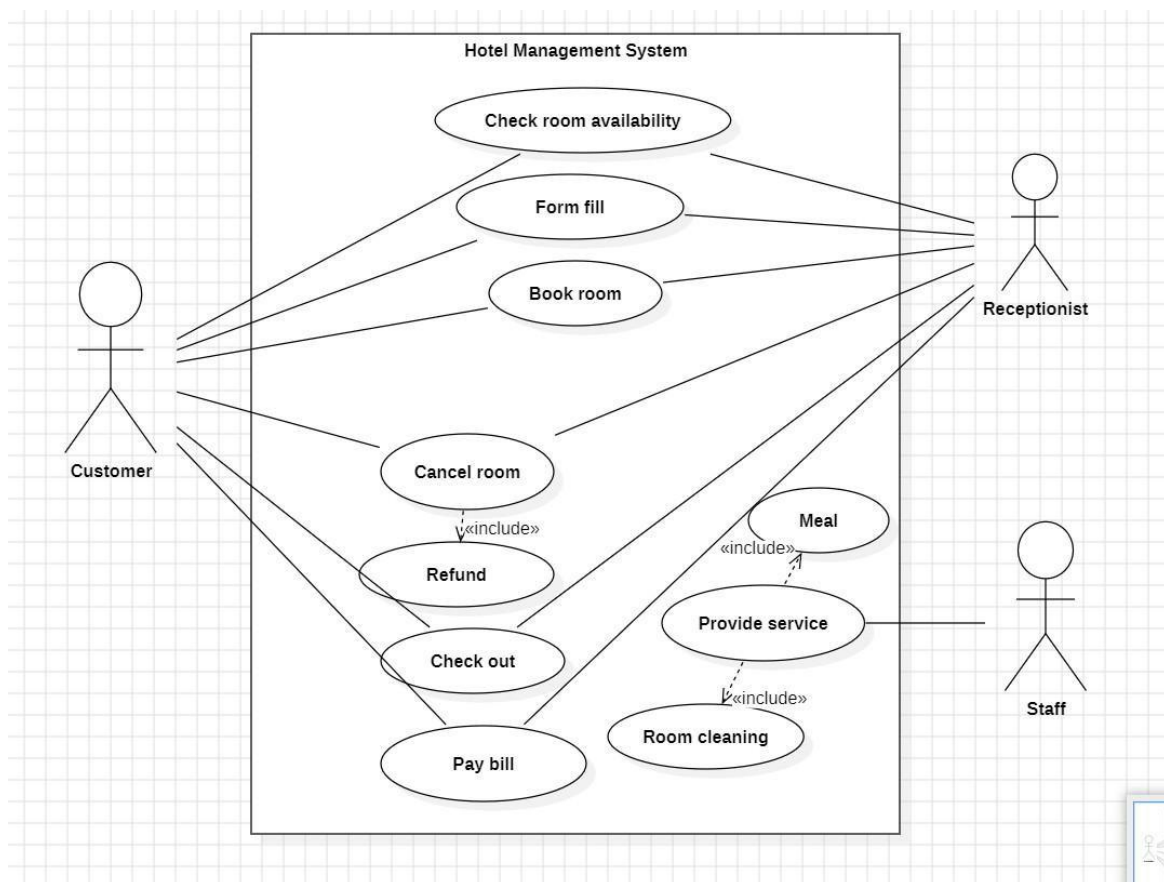 Hotel Management System
Check room availability
Form fill
Book room
Receptionist
Customer
Cancel room
«include»
Refund
Meal
«include»
Provide service
Check out
«include»
Staff
Room cleaning
Pay bill